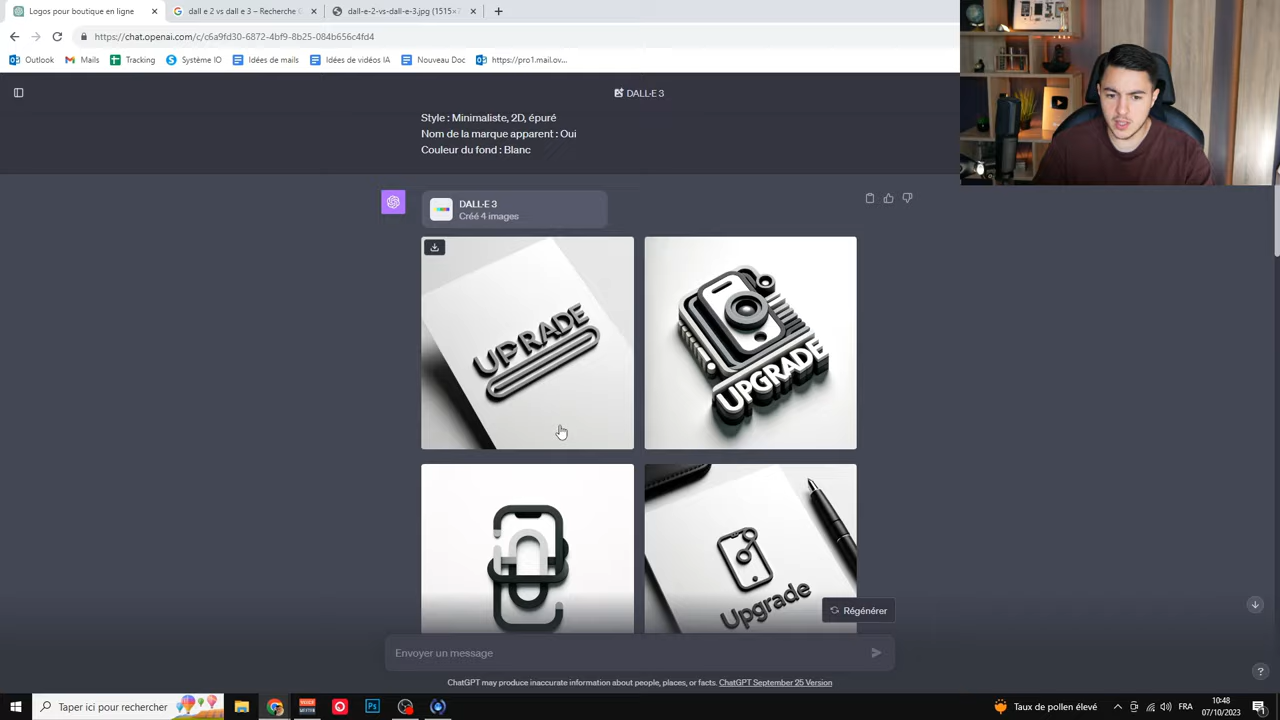 Logos pour boutique en ligne
dall e 2 vs dall e 3 - Recherche
dall-e-2-vs-dall-e-3.jpg (1515×
https://chat.openai.com/c/c6a9fd30-6872-4bf9-8b25-084b656c4fd4
Outlook
Mails
Tracking
Système IO
Idées de mails
Idées de vidéos IA
Nouveau Doc
https://pro1.mail.ov...
DALL·E 3
Style : Minimaliste, 2D, épuré
Nom de la marque apparent : Oui
Couleur du fond : Blanc
DALL·E 3
Créé 4 images
UPRADE
UPGRADE
Upgrade
Régénérer
Envoyer un message
ChatGPT may produce inaccurate information about people, places, or facts. ChatGPT September 25 Version
Taper ici pour rechercher
Taux de pollen élevé
FRA
10:48
07/10/2023